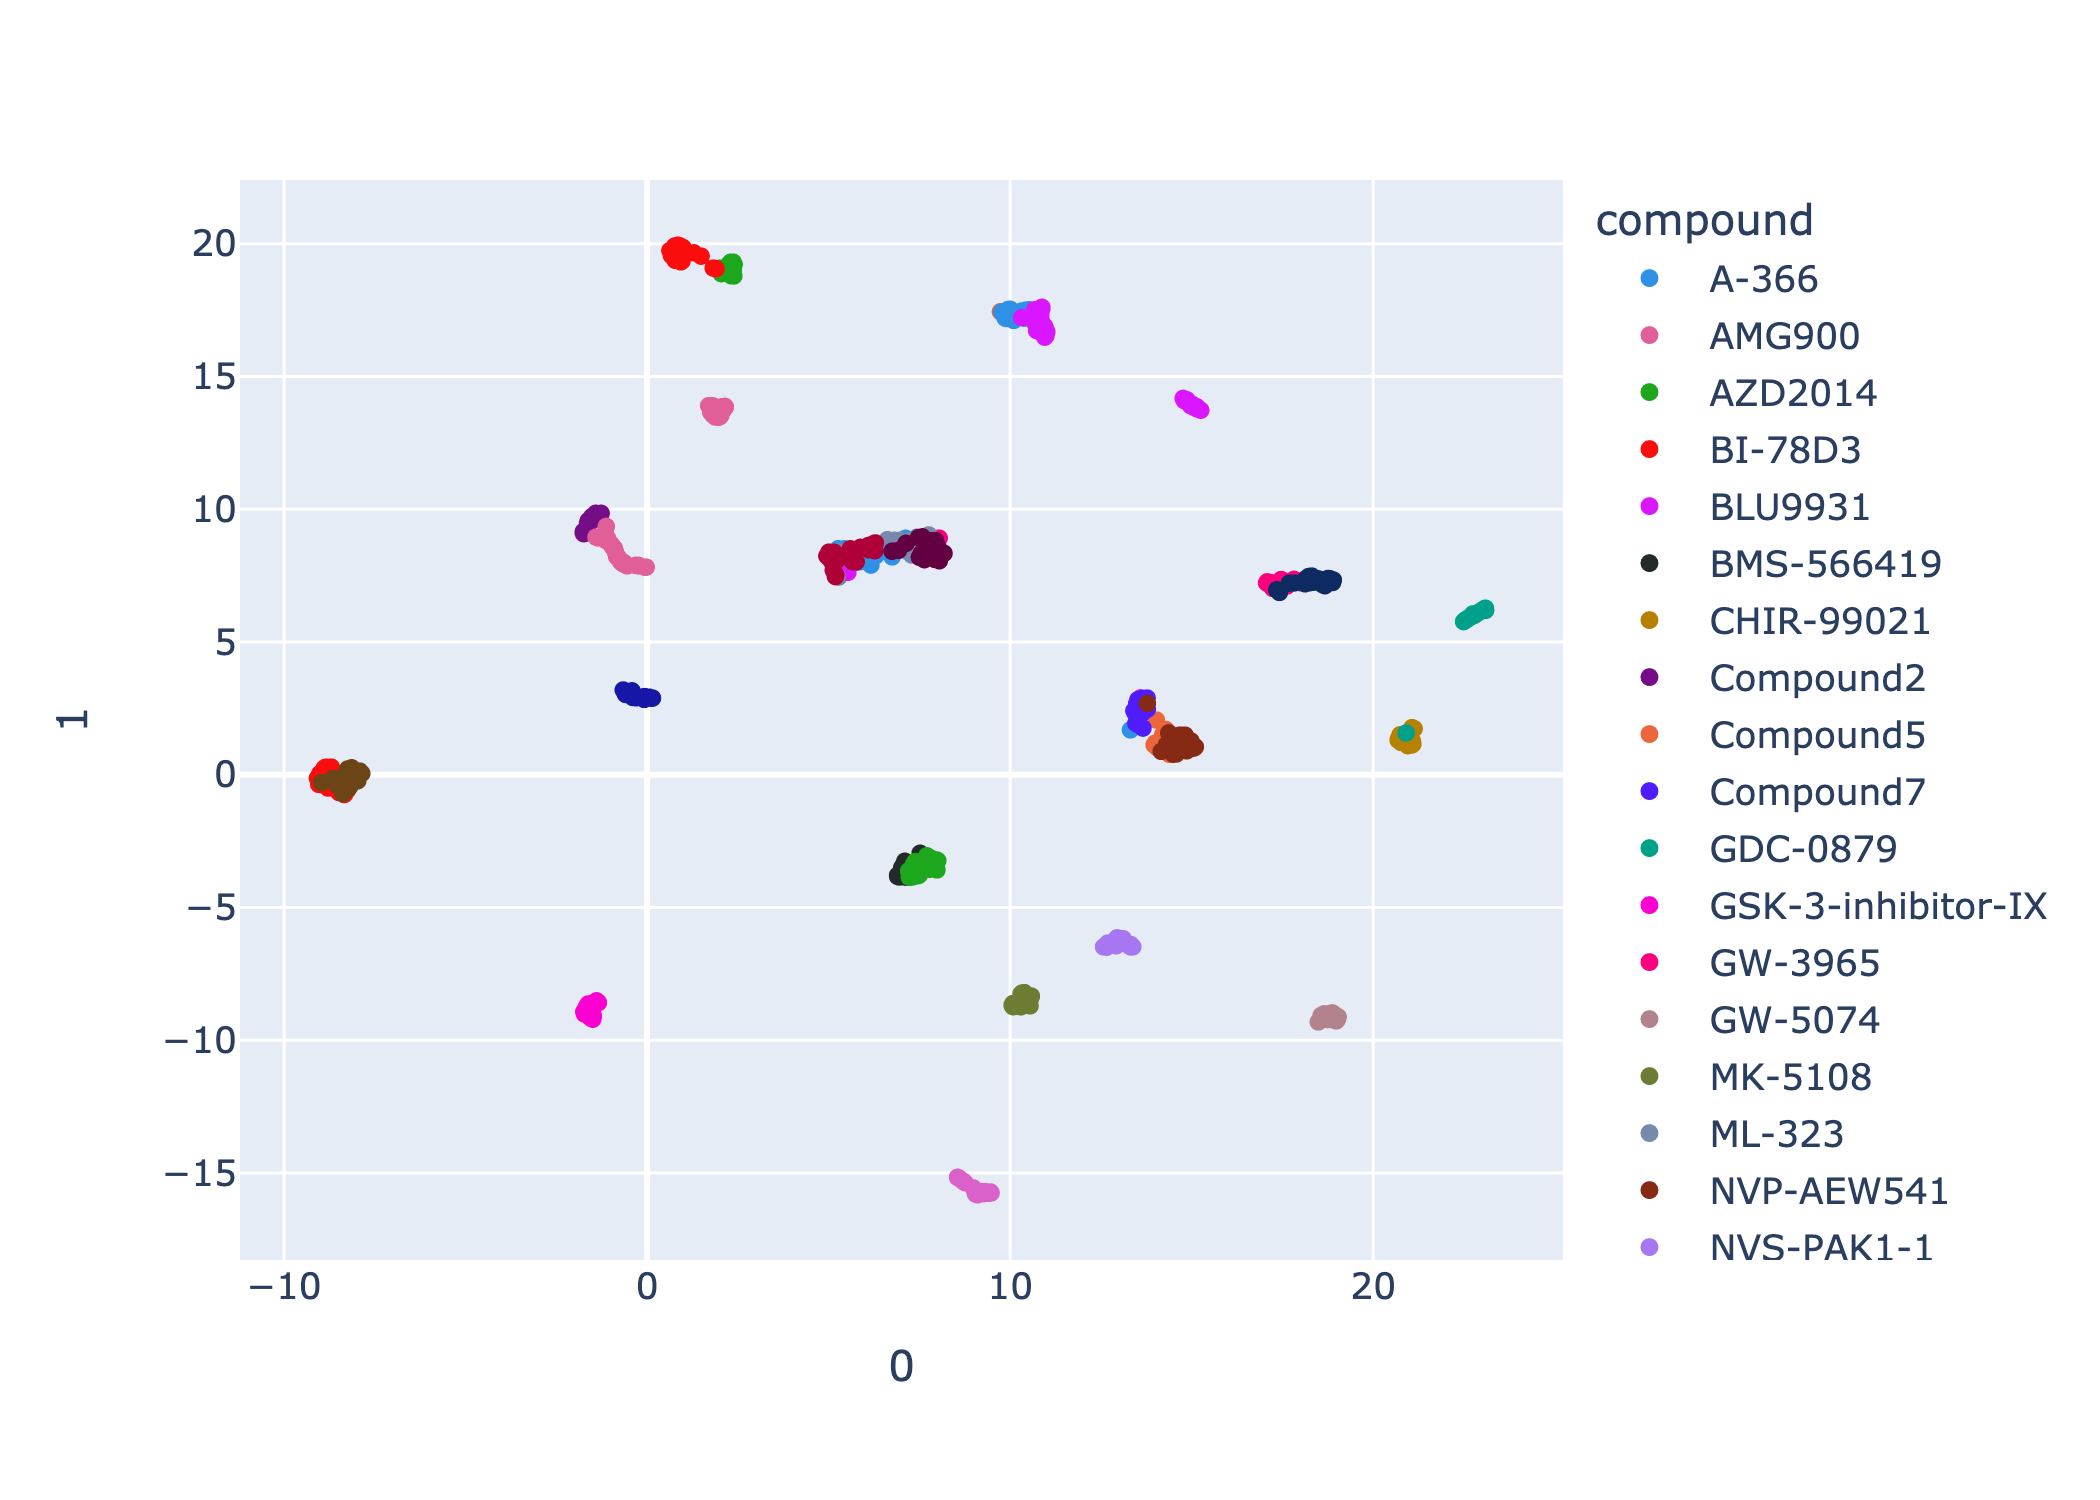 compound
A-366
AMG900
AZD2014
BI-78D3
BLU9931
BMS-566419
CHIR-99021
Compound2
Compound5
Compound7
GDC-0879
GSK-3-inhibitor-IX
GW-3965
GW-5074
MK-5108
ML-323
NVP-AEW541
NVS-PAK1-1
20
15
10
5
0
−5
−10
−15
1
−10 0 10 20
0